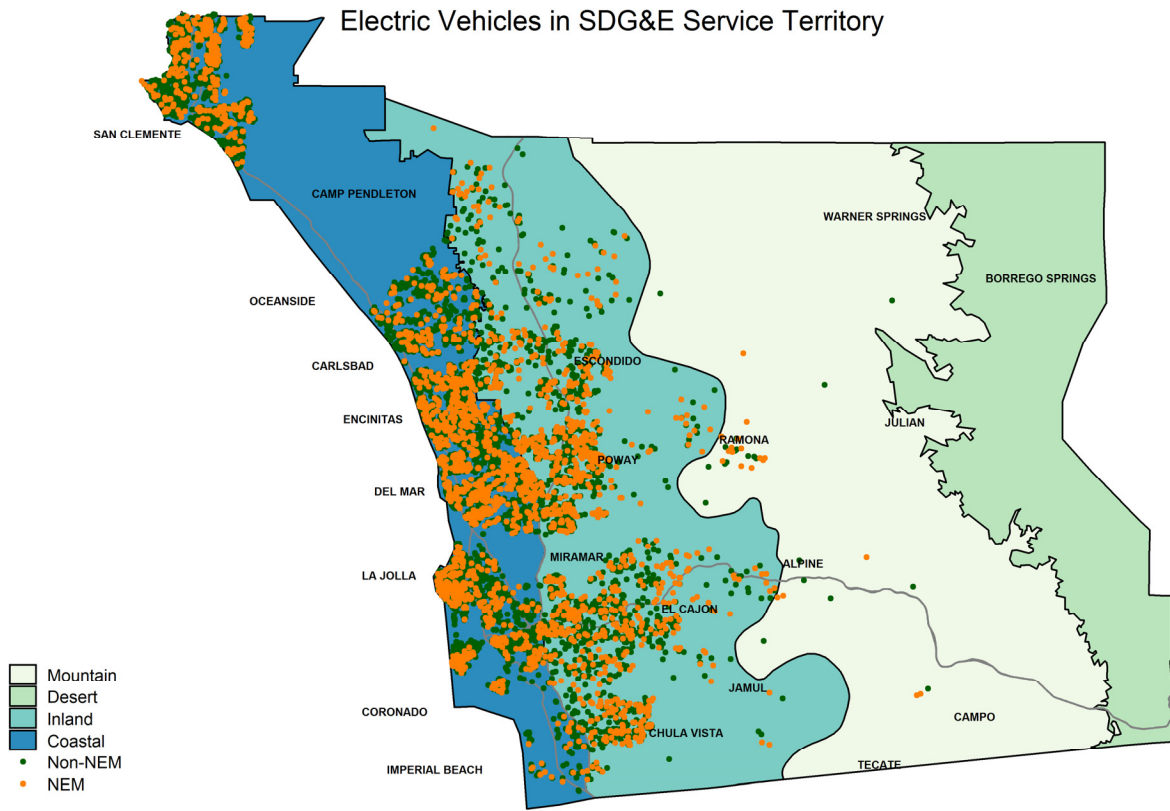 Electric Vehicles in SDG&E Service Territory
SAN CLEMENTE
CAMP PENDLETON
WARNER SPRINGS
BORREGO SPRINGS
OCEANSIDE
CARLSBAD
ESCONDIDO
ENCINITAS
JULIAN
RAMONA
POWAY
DEL MAR
MIRAMAR
ALPINE
LA JOLLA
EL CAJON
JAMUL
CORONADO
CAMPO
CHULA VISTA
IMPERIAL BEACH
TECATE
Mountain
Desert
Inland
Coastal
Non-NEM
NEM